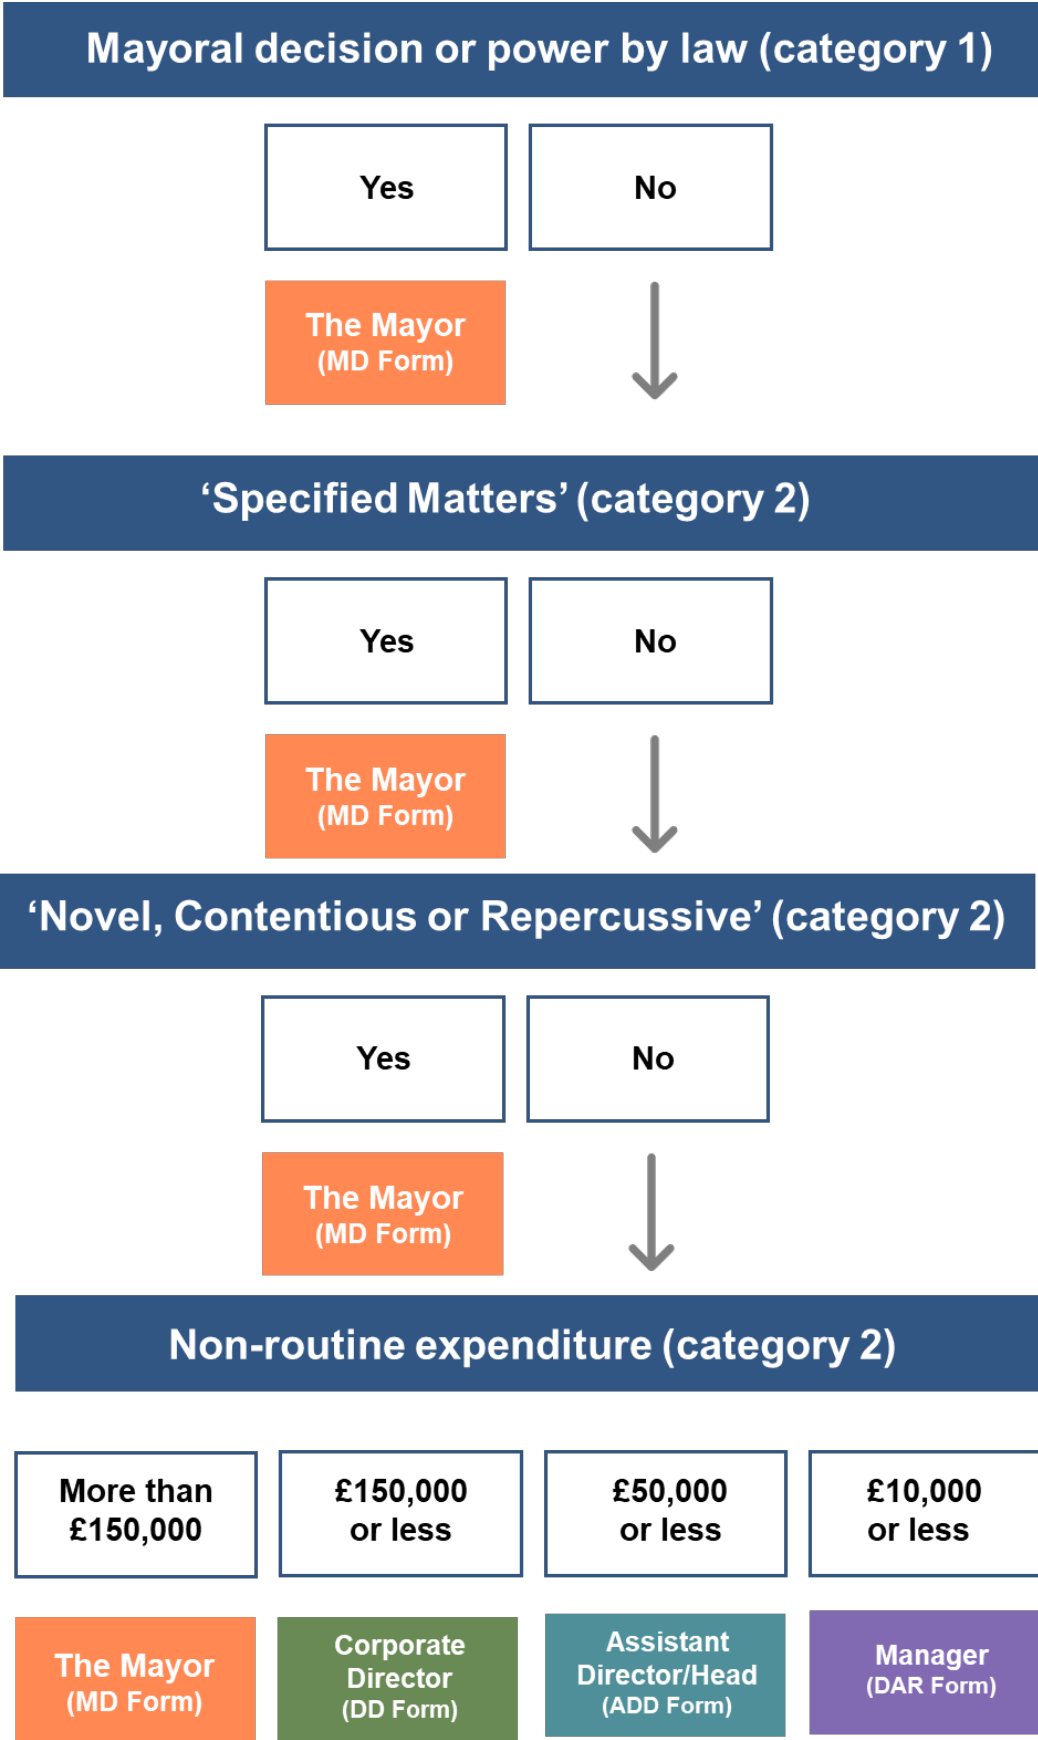 Mayoral decision or power by law (category 1)
Yes
No
The Mayor
(MD Form)
‘Specified Matters’ (category 2)
Yes
No
The Mayor
(MD Form)
‘Novel, Contentious or Repercussive’ (category 2)
Yes
No
The Mayor
(MD Form)
Non-routine expenditure (category 2)
More than
£150,000
£150,000
or less
£50,000
or less
£10,000
or less
The Mayor
(MD Form)
Corporate
Director
(DD Form)
Assistant
Director/Head
(ADD Form)
Manager
(DAR Form)